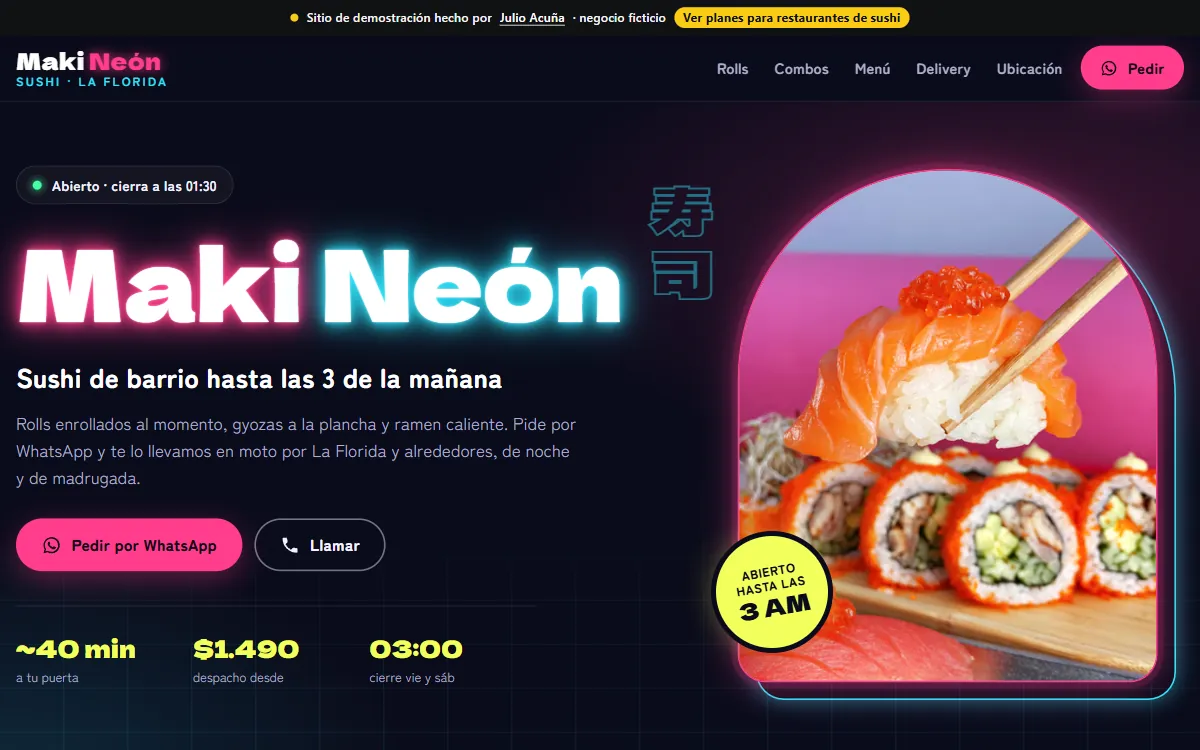 Sitio de demostración hecho por Julio Acuña · negocio ficticio Ver planes para restaurantes de sushi
Maki Neón
SUSHI · LA FLORIDA
Rolls Combos Menú Delivery Ubicación Pedir
Abierto · cierra a las 01:30
Maki Neón
寿司
Sushi de barrio hasta las 3 de la mañana
Rolls enrollados al momento, gyozas a la plancha y ramen caliente. Pide por
WhatsApp y te lo llevamos en moto por La Florida y alrededores, de noche
y de madrugada.
Pedir por WhatsApp Llamar
ABIERTO
HASTA LAS
3 AM
~40 min $1.490 03:00
a tu puerta despacho desde cierre vie y sáb